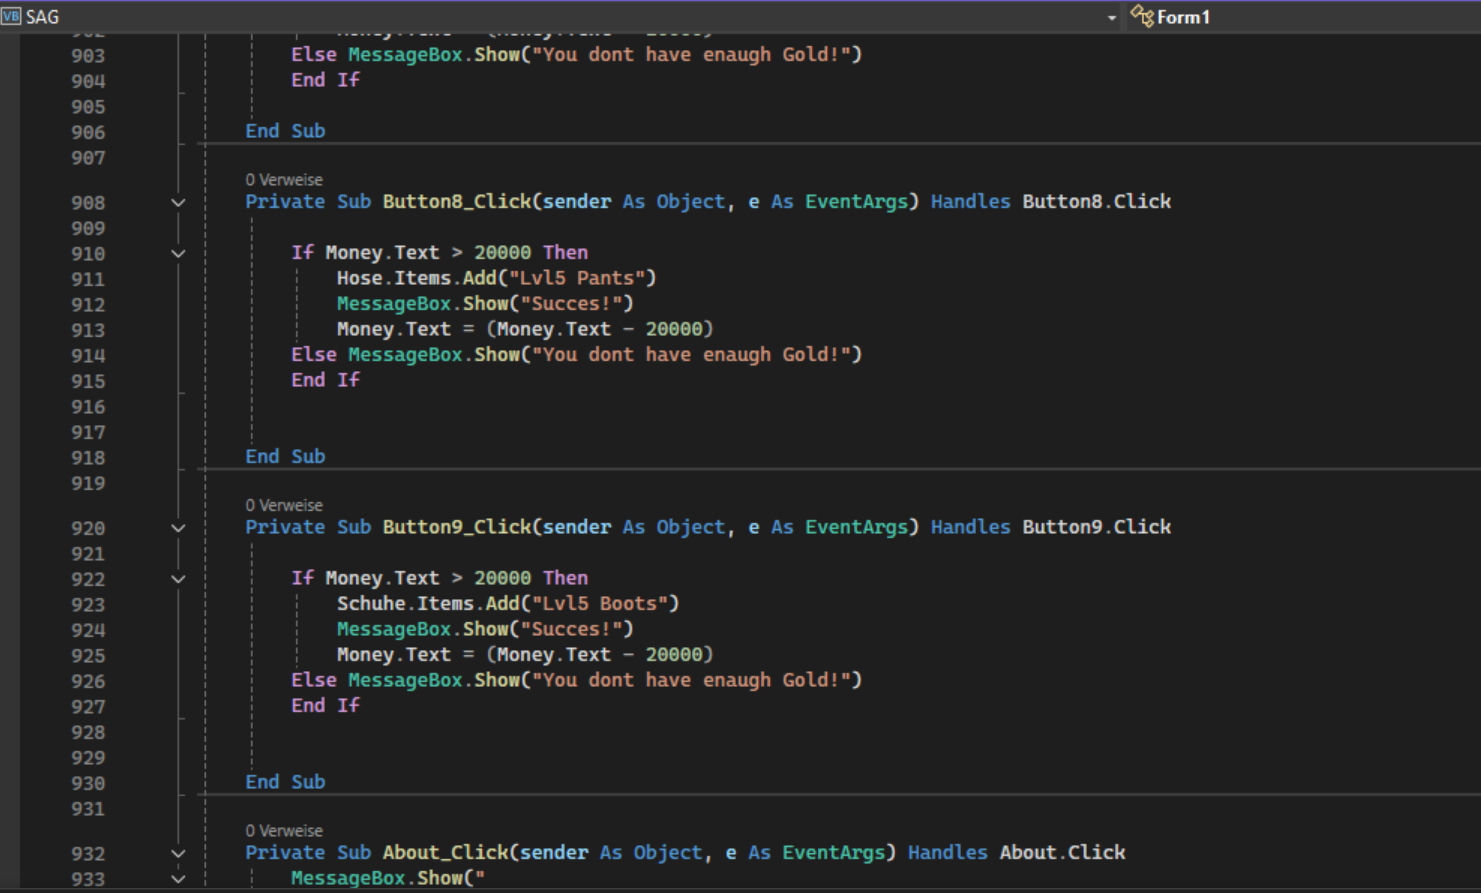 VB SAG
Form1
903 Else MessageBox.Show("You dont have enaugh Gold!")
904 End If
905
906 End Sub
907
0 Verweise
908 Private Sub Button8_Click(sender As Object, e As EventArgs) Handles Button8.Click
909
910 If Money.Text > 20000 Then
911 Hose.Items.Add("Lvl5 Pants")
912 MessageBox.Show("Succes!")
913 Money.Text = (Money.Text - 20000)
914 Else MessageBox.Show("You dont have enaugh Gold!")
915 End If
916
917
918 End Sub
919
0 Verweise
920 Private Sub Button9_Click(sender As Object, e As EventArgs) Handles Button9.Click
921
922 If Money.Text > 20000 Then
923 Schuhe.Items.Add("Lvl5 Boots")
924 MessageBox.Show("Succes!")
925 Money.Text = (Money.Text - 20000)
926 Else MessageBox.Show("You dont have enaugh Gold!")
927 End If
928
929
930 End Sub
931
0 Verweise
932 Private Sub About_Click(sender As Object, e As EventArgs) Handles About.Click
933 MessageBox.Show("